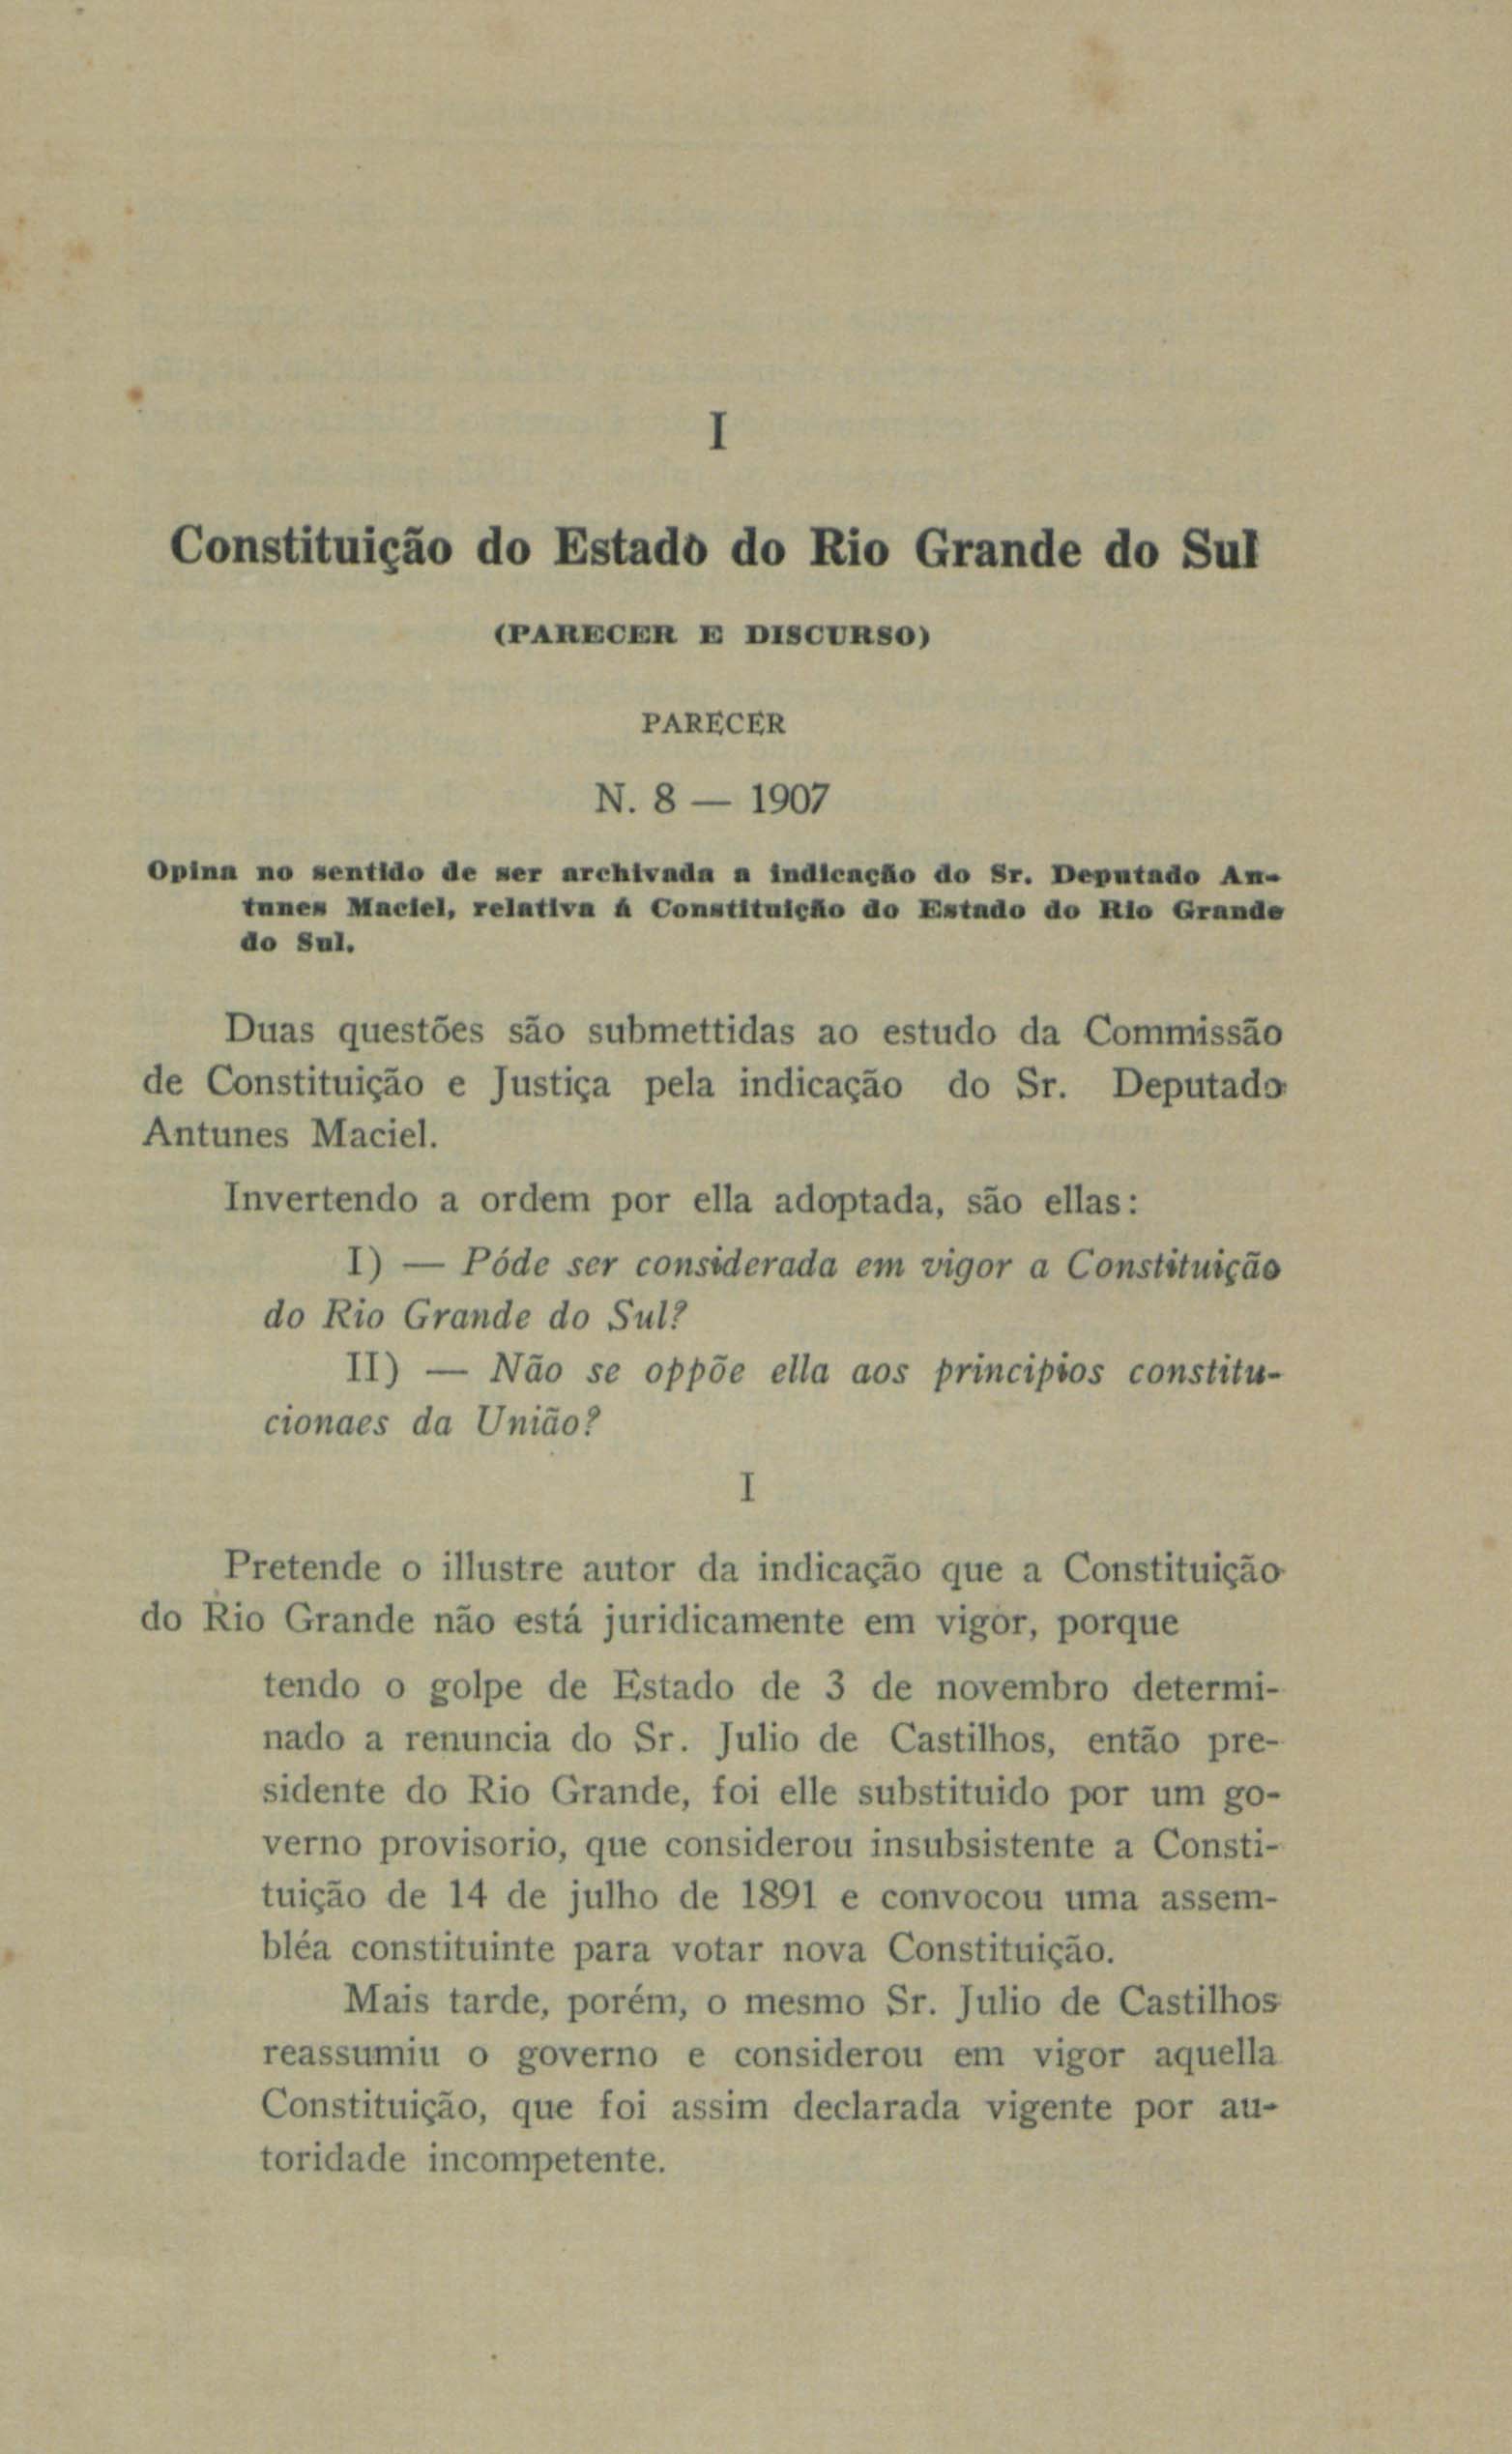 I
Constituição do Estado do Rio Grande do Sul
(PARECER E DISCURSO)
PARECER
N. 8 — 1907
Opina no sentido de ser archivada a indicação do Sr. Deputado An-
tunes Maciel, relativa á Constituição do Estado do Rio Grande
do Sul.
Duas questões são submettidas ao estudo da Commissão
de Constituição e Justiça pela indicação do Sr. Deputado
Antunes Maciel.
Invertendo a ordem por ella adoptada, são ellas:
I) — Póde ser considerada em vigor a Constituição
do Rio Grande do Sul?
II) — Não se oppõe ella aos principios constitu-
cionaes da União?
I
Pretende o illustre autor da indicação que a Constituição
do Rio Grande não está juridicamente em vigor, porque
tendo o golpe de Estado de 3 de novembro determi-
nado a renuncia do Sr. Julio de Castilhos, então pre-
sidente do Rio Grande, foi elle substituido por um go-
verno provisorio, que considerou insubsistente a Consti-
tuição de 14 de julho de 1891 e convocou uma assem-
bléa constituinte para votar nova Constituição.
Mais tarde, porém, o mesmo Sr. Julio de Castilhos
reassumiu o governo e considerou em vigor aquella
Constituição, que foi assim declarada vigente por au-
toridade incompetente.